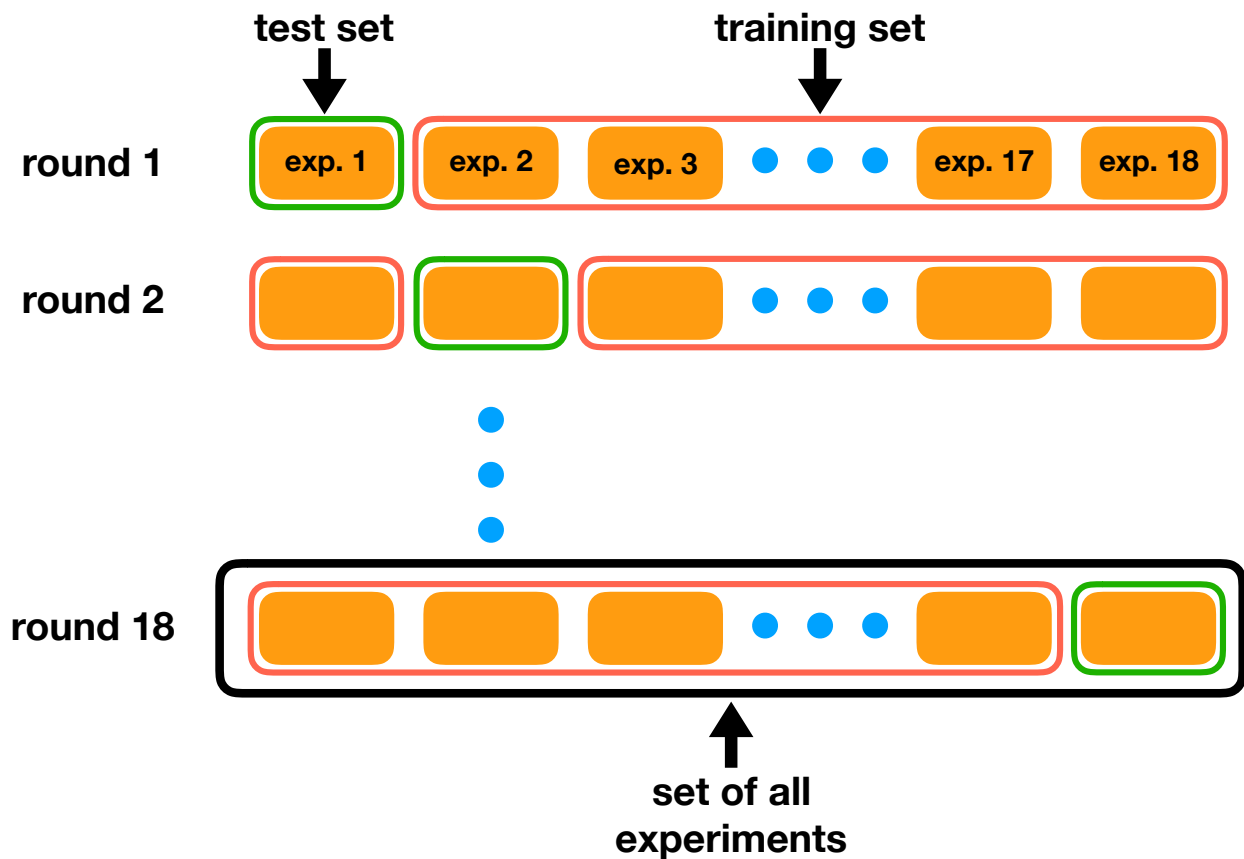 test set
training set
round 1
exp. 1
exp. 2
exp. 3
exp. 17
exp. 18
round 2
round 18
set of all
experiments